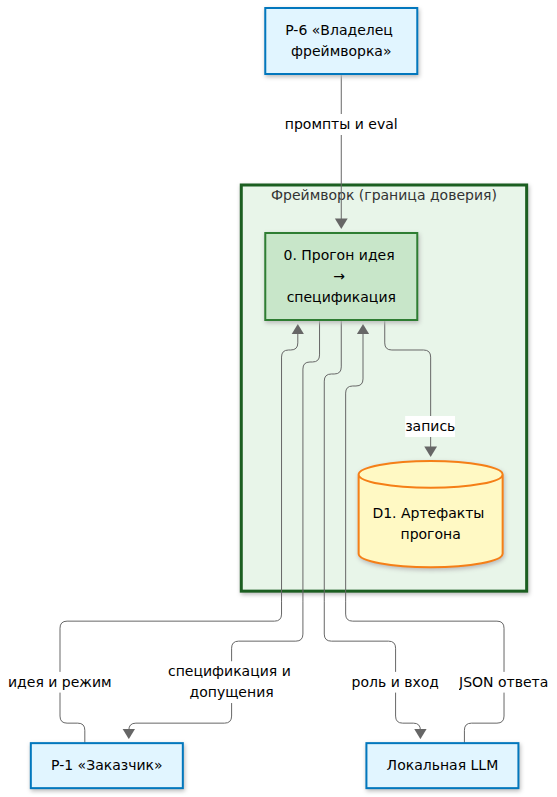 Р-6 «Владелец
фреймворка»
промпты и eval
Фреймворк (граница доверия)
0. Прогон идея
→
спецификация
запись
D1. Артефакты
прогона
идея и режим
спецификация и
допущения
роль и вход
JSON ответа
Р-1 «Заказчик»
Локальная LLM